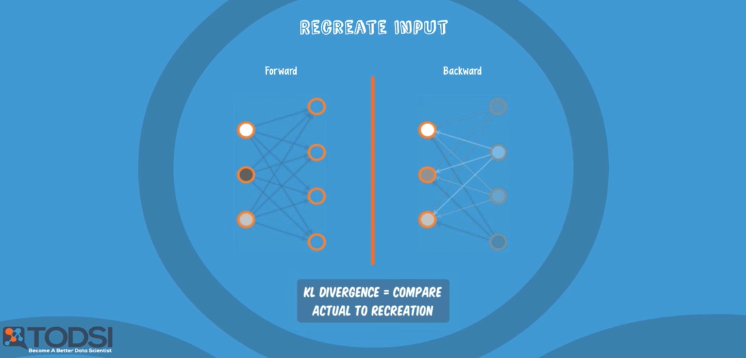 RECREATE INPUT
Forward
Backward
KL DIVERGENCE = COMPARE
ACTUAL TO RECREATION
TODSI
Become A Better Data Scientist